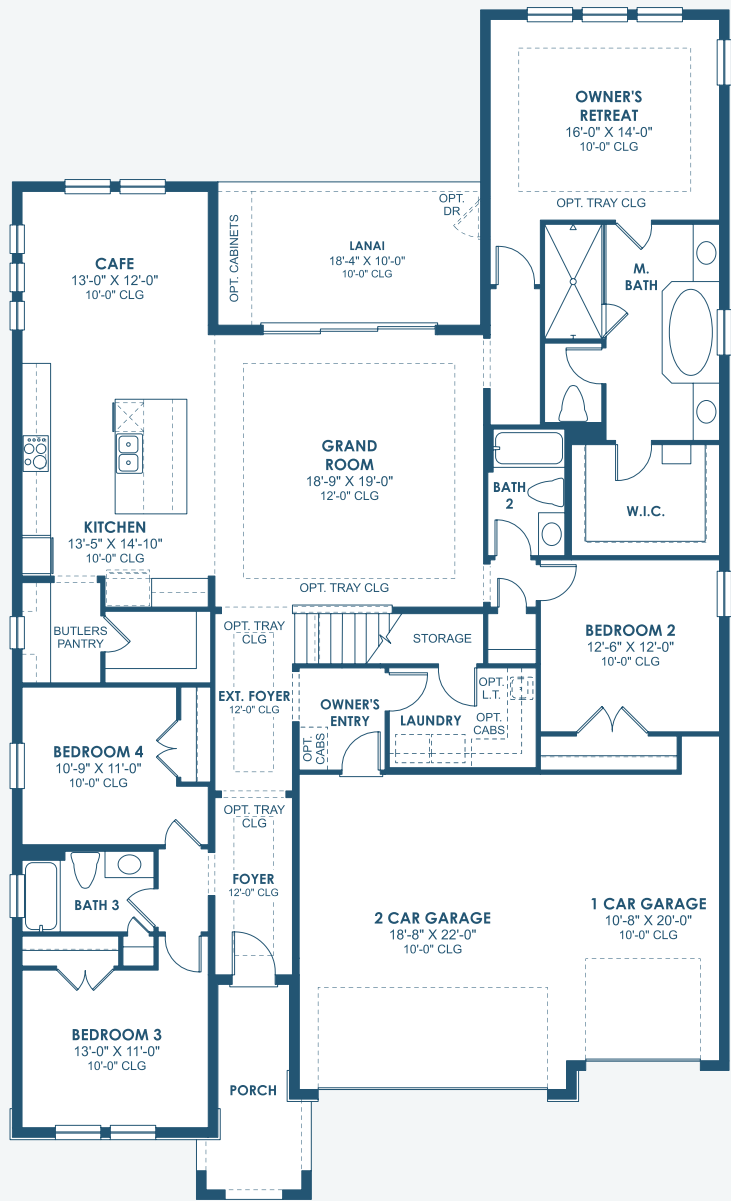 OWNER'S
RETREAT
16'-0" X 14'-0"
10'-0" CLG
OPT. TRAY CLG
OPT.
DR
OPT. CABINETS
LANAI
18'-4" X 10'-0"
10'-0" CLG
CAFE
13'-0" X 12'-0"
10'-0" CLG
M.
BATH
GRAND
ROOM
18'-9" X 19'-0"
12'-0" CLG
OPT. TRAY CLG
KITCHEN
13'-5" X 14'-10"
10'-0" CLG
BATH
2
W.I.C.
BUTLERS
PANTRY
OPT. TRAY
CLG
EXT. FOYER
12'-0" CLG
STORAGE
BEDROOM 2
12'-6" X 12'-0"
10'-0" CLG
OWNER'S
ENTRY
OPT.
CABS
LAUNDRY
OPT.
L.T.
OPT.
CABS
BEDROOM 4
10'-9" X 11'-0"
10'-0" CLG
OPT. TRAY
CLG
FOYER
12'-0" CLG
BATH 3
2 CAR GARAGE
18'-8" X 22'-0"
10'-0" CLG
1 CAR GARAGE
10'-8" X 20'-0"
10'-0" CLG
BEDROOM 3
13'-0" X 11'-0"
10'-0" CLG
PORCH